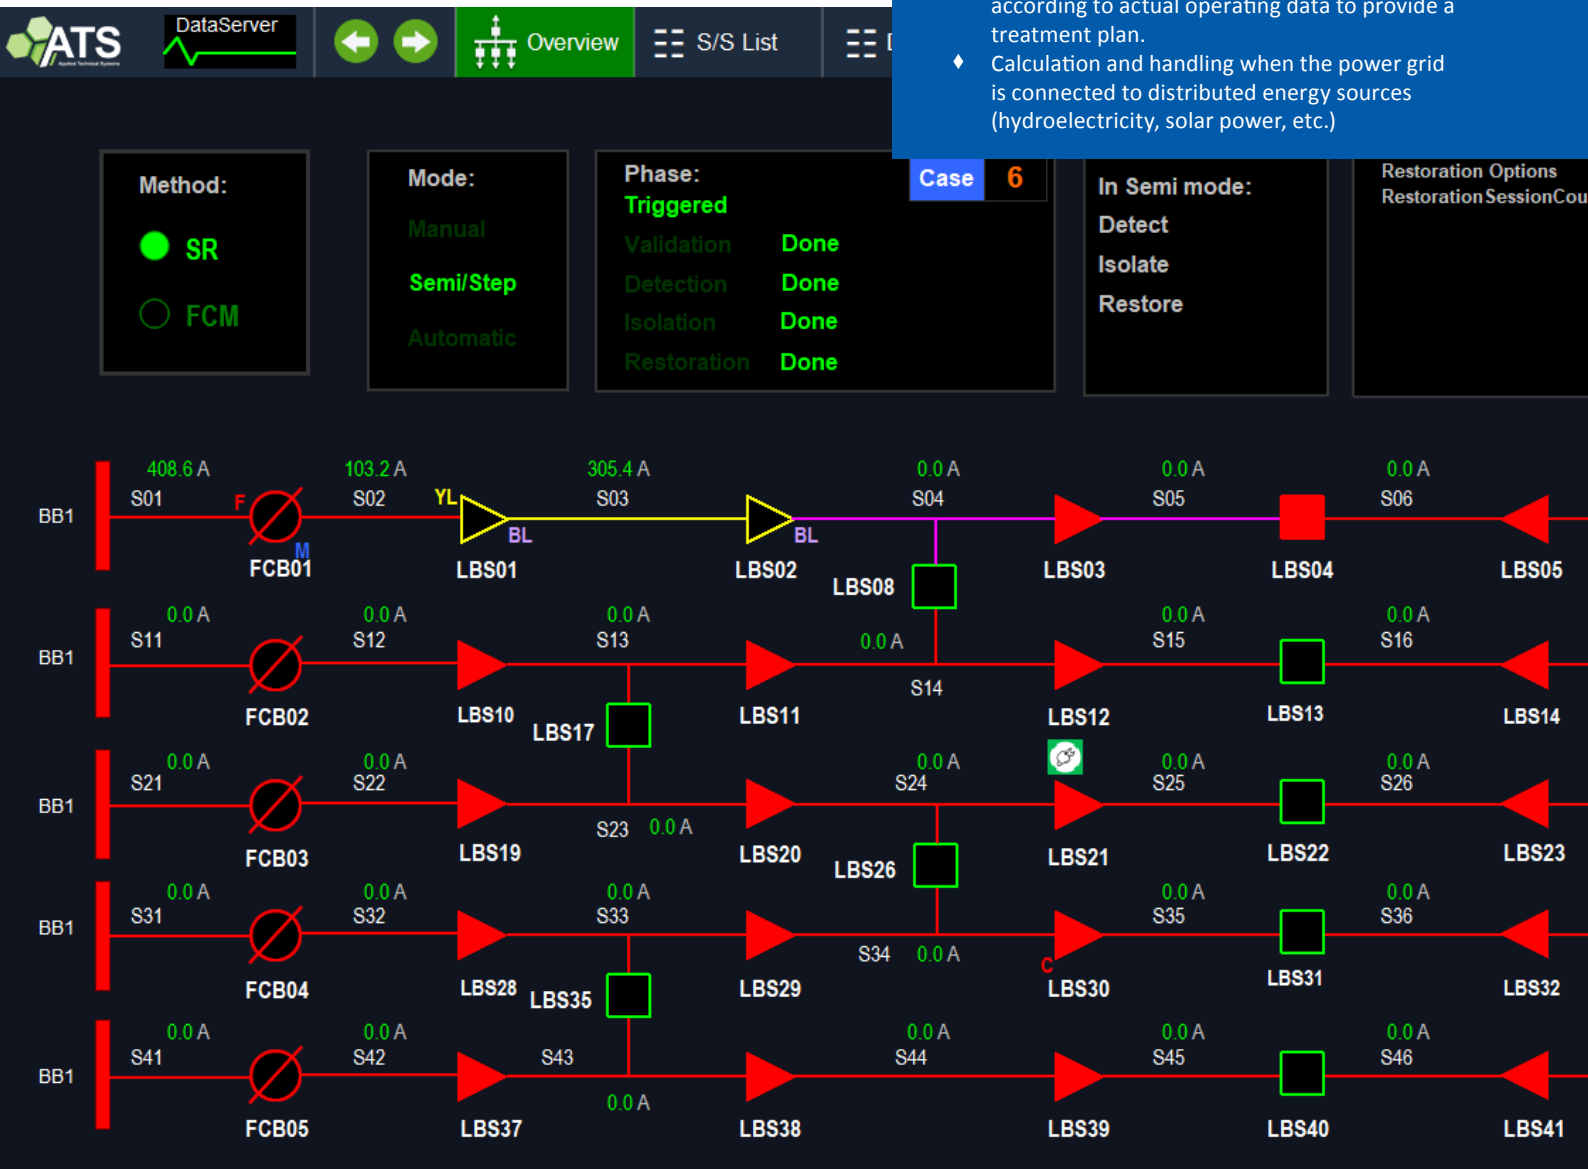 according to actual operating data to provide a
treatment plan.
♦ Calculation and handling when the power grid
is connected to distributed energy sources
(hydroelectricity, solar power, etc.)
ATS
DataServer
Overview
S/S List
Method:
SR
FCM
Mode:
Manual
Semi/Step
Automatic
Phase:
Triggered
Validation Done
Detection Done
Isolation Done
Restoration Done
Case 6
In Semi mode:
Detect
Isolate
Restore
Restoration Options
RestorationSessionCou
408.6 A 103.2 A 305.4 A 0.0 A 0.0 A 0.0 A
S01 S02 S03 S04 S05 S06
BB1 F M YL BL BL
FCB01 LBS01 LBS02 LBS03 LBS04 LBS05
LBS08
0.0 A 0.0 A 0.0 A 0.0 A 0.0 A 0.0 A
S11 S12 S13 S15 S16
BB1
S14
FCB02 LBS10 LBS11 LBS12 LBS13 LBS14
LBS17
0.0 A 0.0 A 0.0 A 0.0 A 0.0 A
S21 S22 S24 S25 S26
BB1
S23 0.0 A
FCB03 LBS19 LBS20 LBS21 LBS22 LBS23
LBS26
0.0 A 0.0 A 0.0 A 0.0 A 0.0 A
S31 S32 S33 S35 S36
BB1
S34 0.0 A
C
FCB04 LBS28 LBS29 LBS30 LBS31 LBS32
LBS35
0.0 A 0.0 A 0.0 A 0.0 A 0.0 A
S41 S42 S43 S44 S45 S46
BB1
0.0 A
FCB05 LBS37 LBS38 LBS39 LBS40 LBS41